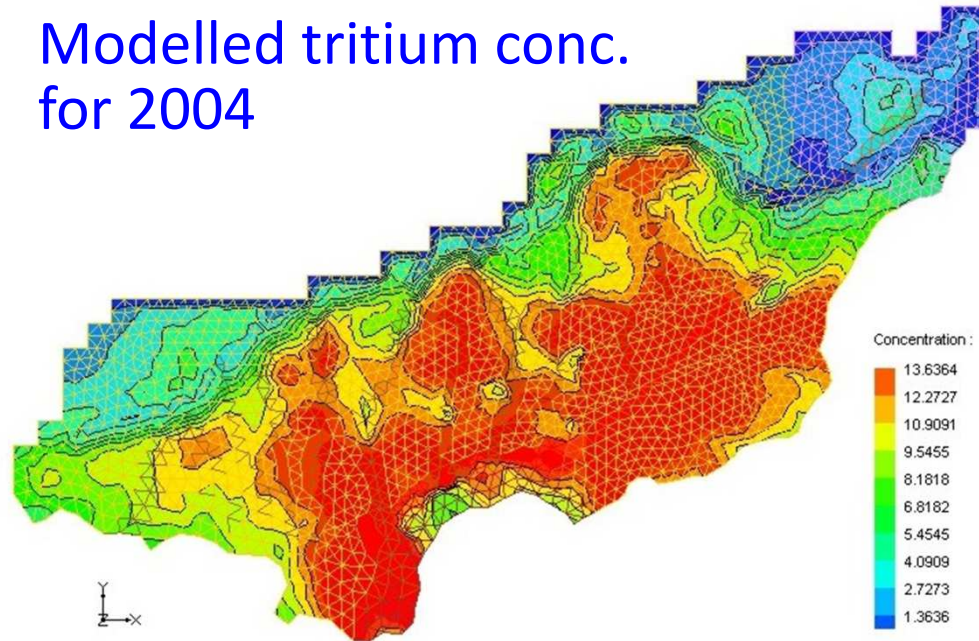 Modelled tritium conc.
for 2004
Concentration :
13.6364
12.2727
10.9091
9.5455
8.1818
6.8182
5.4545
4.0909
2.7273
1.3636
Y
Z X